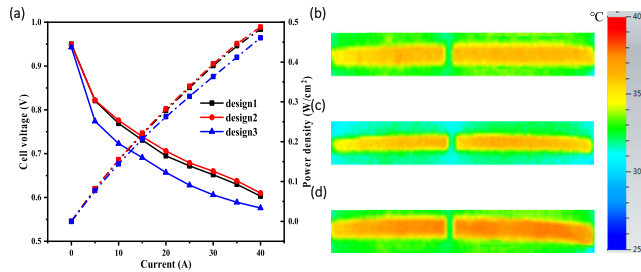 (a)
1.0
0.9
0.8
0.7
0.6
0.5
Cell voltage (V)
0 10 20 30 40
Current (A)
0.5
0.4
0.3
0.2
0.1
0.0
Power density (W/cm²)
design1
design2
design3
(b)
(c)
(d)
°C
40
35
30
25